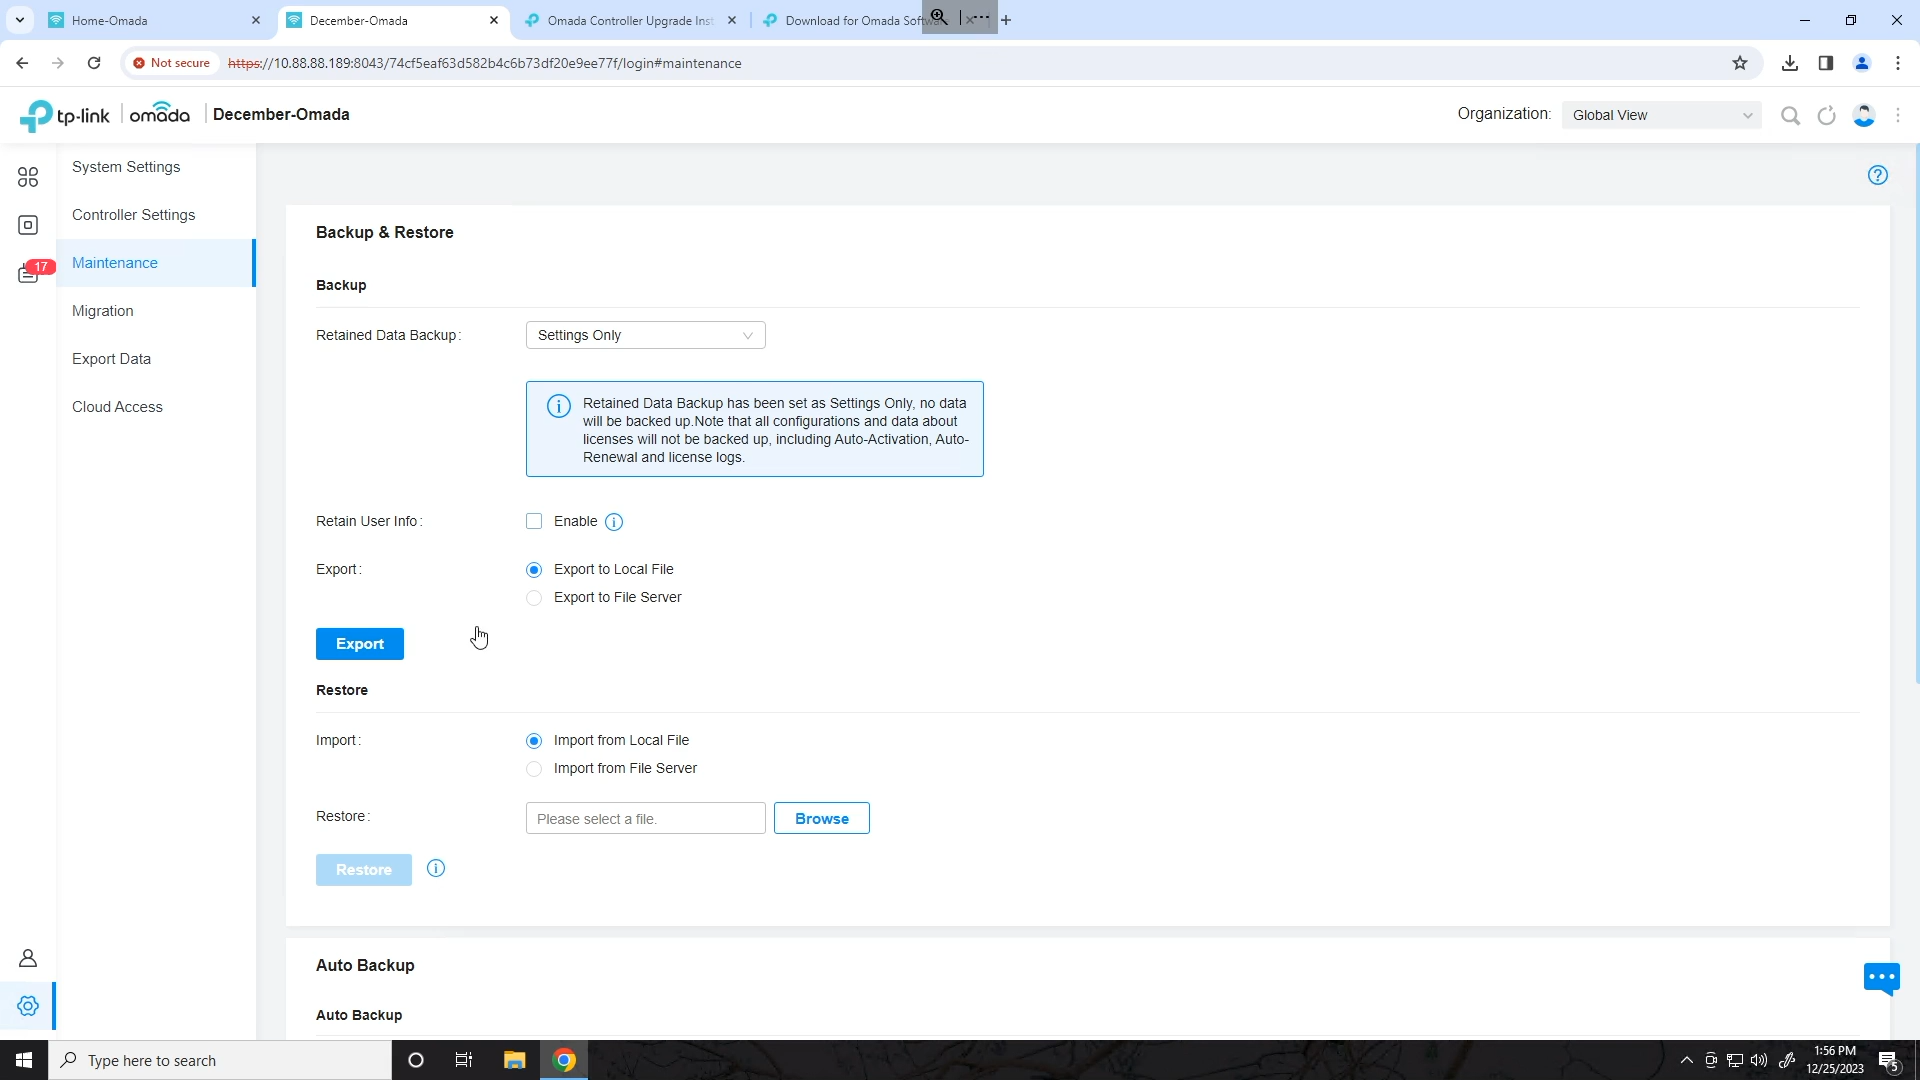 Home-Omada
December-Omada
Omada Controller Upgrade Inst
Download for Omada Softw
Not secure
https://10.88.88.189:8043/74cf5eaf63d582b4c6b73df20e9ee77f/login#maintenance
tp-link | omada | December-Omada
Organization: Global View
System Settings
Controller Settings
Maintenance
17
Migration
Export Data
Cloud Access
Backup & Restore
Backup
Retained Data Backup: Settings Only
Retained Data Backup has been set as Settings Only, no data
will be backed up.Note that all configurations and data about
licenses will not be backed up, including Auto-Activation, Auto-
Renewal and license logs.
Retain User Info: Enable
Export: Export to Local File
Export to File Server
Export
Restore
Import: Import from Local File
Import from File Server
Restore: Please select a file. Browse
Restore
Auto Backup
Auto Backup
Type here to search
1:56 PM
12/25/2023
5